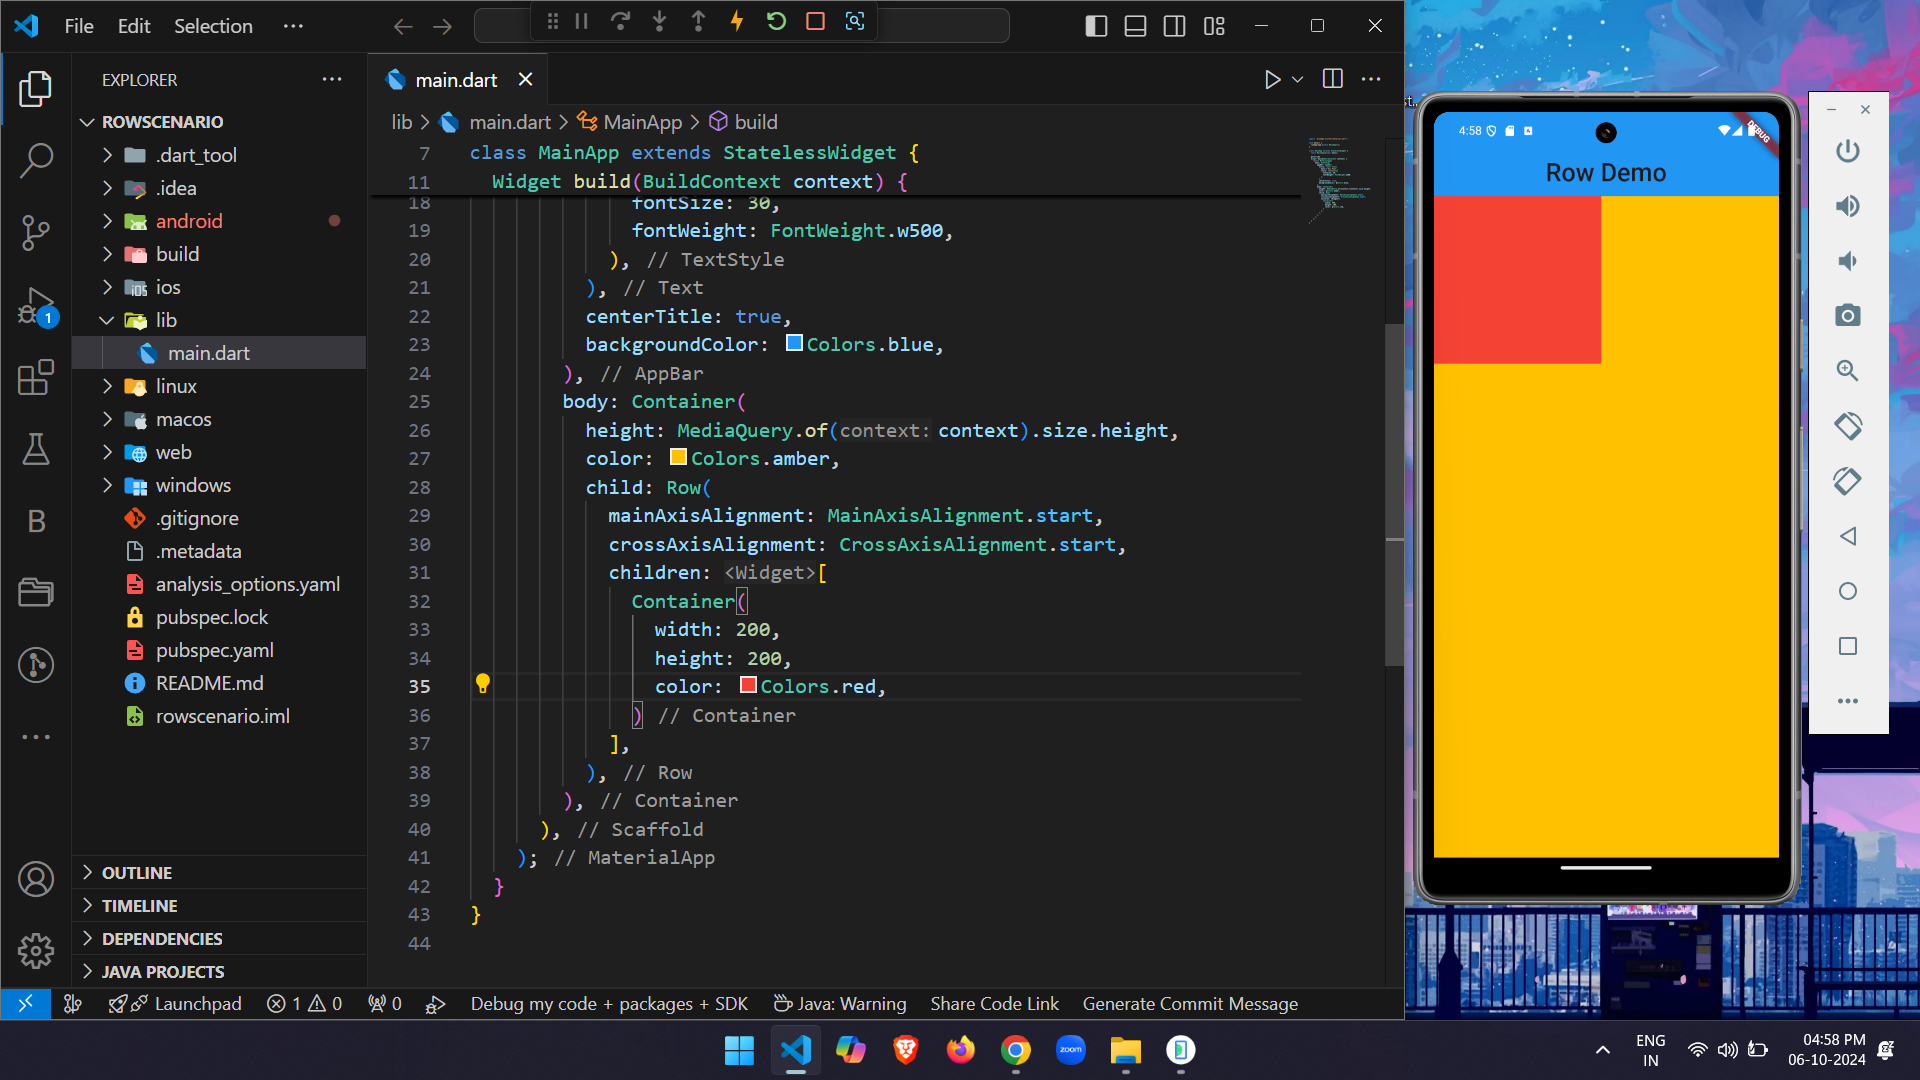 File Edit Selection ···
EXPLORER ···
main.dart
ROWSCENARIO
.dart_tool
.idea
android
build
ios
lib
main.dart
linux
macos
web
windows
.gitignore
.metadata
analysis_options.yaml
pubspec.lock
pubspec.yaml
README.md
rowscenario.iml
OUTLINE
TIMELINE
DEPENDENCIES
JAVA PROJECTS
1
B
lib > main.dart > MainApp > build
7 class MainApp extends StatelessWidget {
11 Widget build(BuildContext context) {
18 fontSize: 30,
19 fontWeight: FontWeight.w500,
20 ), // TextStyle
21 ), // Text
22 centerTitle: true,
23 backgroundColor: Colors.blue,
24 ), // AppBar
25 body: Container(
26 height: MediaQuery.of(context: context).size.height,
27 color: Colors.amber,
28 child: Row(
29 mainAxisAlignment: MainAxisAlignment.start,
30 crossAxisAlignment: CrossAxisAlignment.start,
31 children: <Widget>[
32 Container(
33 width: 200,
34 height: 200,
35 color: Colors.red,
36 ) // Container
37 ],
38 ), // Row
39 ), // Container
40 ), // Scaffold
41 ); // MaterialApp
42 }
43 }
44
Launchpad 1 0 0 Debug my code + packages + SDK Java: Warning Share Code Link Generate Commit Message
4:58
DEBUG
Row Demo
zoom
ENG
IN
04:58 PM
06-10-2024